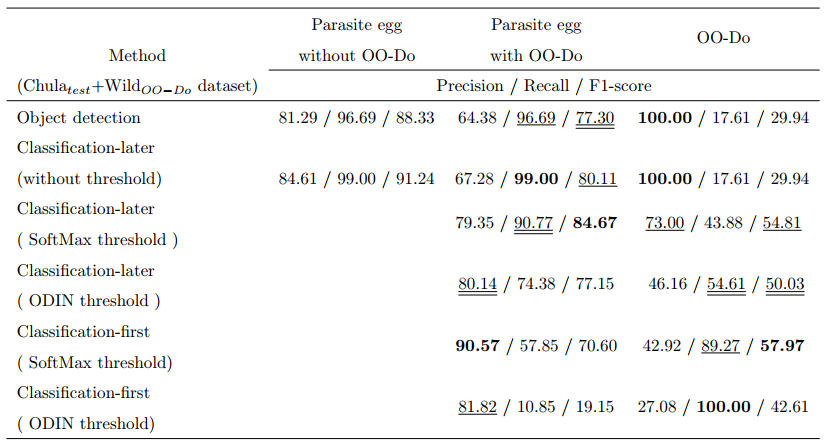 Parasite egg Parasite egg
OO-Do
Method without OO-Do with OO-Do
(Chula_test+Wild_OO−Do dataset) Precision / Recall / F1-score
Object detection 81.29 / 96.69 / 88.33 64.38 / 96.69 / 77.30 100.00 / 17.61 / 29.94
Classification-later
(without threshold) 84.61 / 99.00 / 91.24 67.28 / 99.00 / 80.11 100.00 / 17.61 / 29.94
Classification-later
79.35 / 90.77 / 84.67 73.00 / 43.88 / 54.81
( SoftMax threshold )
Classification-later
80.14 / 74.38 / 77.15 46.16 / 54.61 / 50.03
( ODIN threshold )
Classification-first
90.57 / 57.85 / 70.60 42.92 / 89.27 / 57.97
( SoftMax threshold)
Classification-first
81.82 / 10.85 / 19.15 27.08 / 100.00 / 42.61
( ODIN threshold)